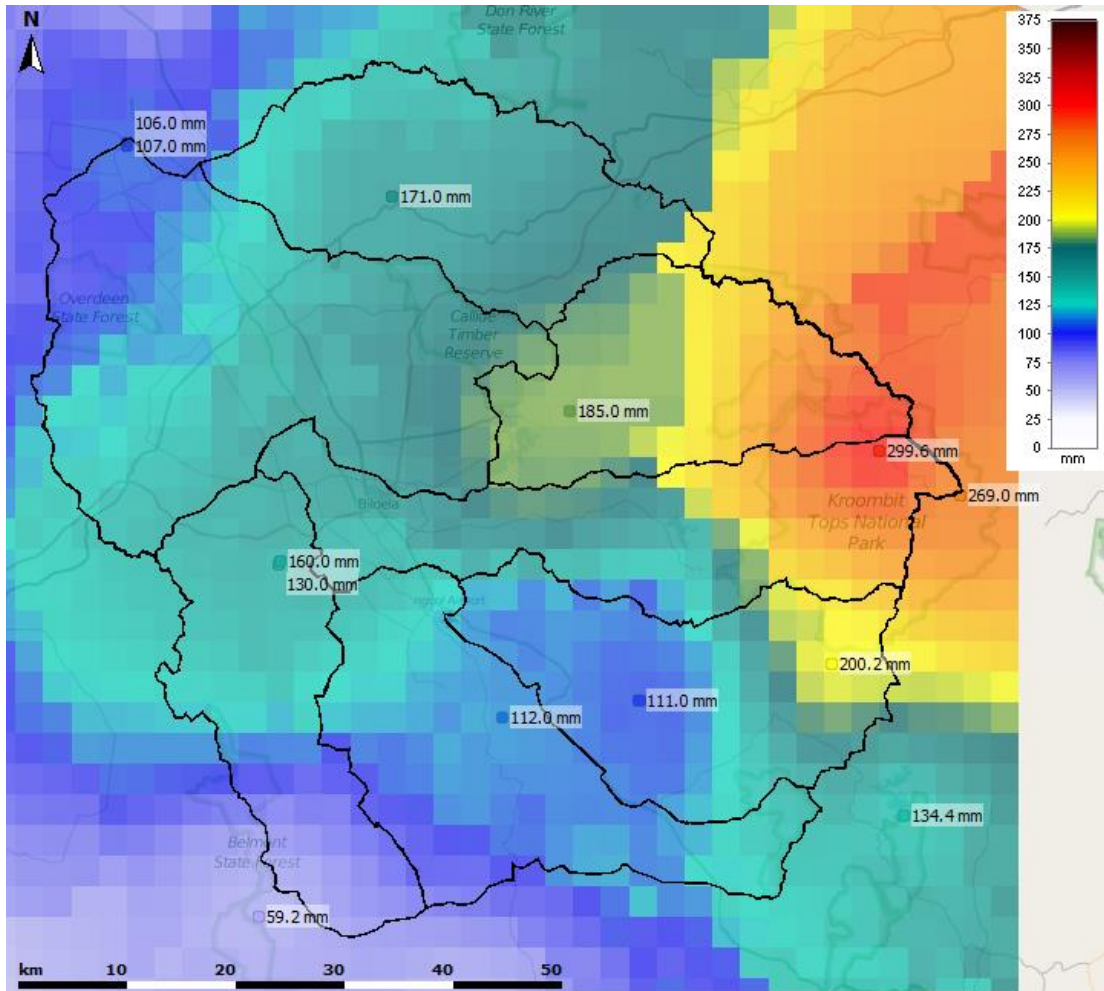 N
Don River
State Forest
375
350
325
300
275
250
225
200
175
150
125
100
75
50
25
0
mm
106.0 mm
107.0 mm
171.0 mm
Overdeen
State Forest
Callide
Timber
Reserve
185.0 mm
299.6 mm
269.0 mm
Kroombit
Tops National
Park
Biloela
160.0 mm
130.0 mm
Airport
200.2 mm
112.0 mm
111.0 mm
134.4 mm
Belmont
State Forest
59.2 mm
km 10 20 30 40 50